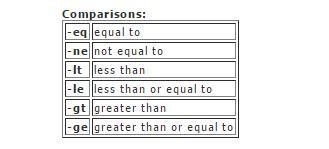 Comparisons:
-eq equal to
-ne not equal to
-lt less than
-le less than or equal to
-gt greater than
-ge greater than or equal to